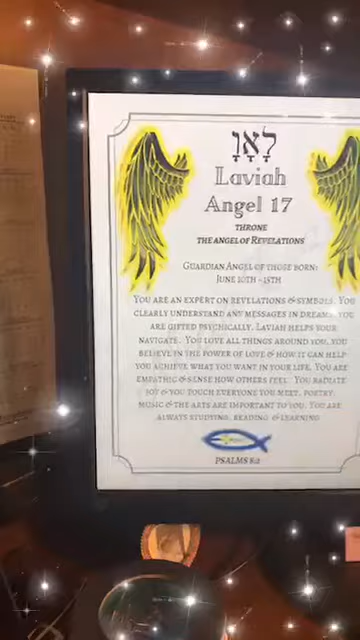 לָאָוָ
Laviah
Angel 17
THRONE
THE ANGEL OF REVELATIONS
GUARDIAN ANGEL OF THOSE BORN:
JUNE 10TH - 15TH
YOU ARE AN EXPERT ON REVELATIONS & SYMBOLS. YOU
CLEARLY UNDERSTAND ANY MESSAGES IN DREAMS. YOU
ARE GIFTED PSYCHICALLY. LAVIAH HELPS YOUR
NAVIGATE. YOU LOVE ALL THINGS AROUND YOU, YOU
BELIEVE IN THE POWER OF LOVE & HOW IT CAN HELP
YOU ACHIEVE WHAT YOU WANT IN YOUR LIFE. YOU ARE
EMPATHIC & SENSE HOW OTHERS FEEL. YOU RADIATE
JOY & YOU TOUCH EVERYONE YOU MEET. POETRY,
MUSIC & THE ARTS ARE IMPORTANT TO YOU. YOU ARE
ALWAYS STUDYING, READING & LEARNING.
PSALMS 8:2